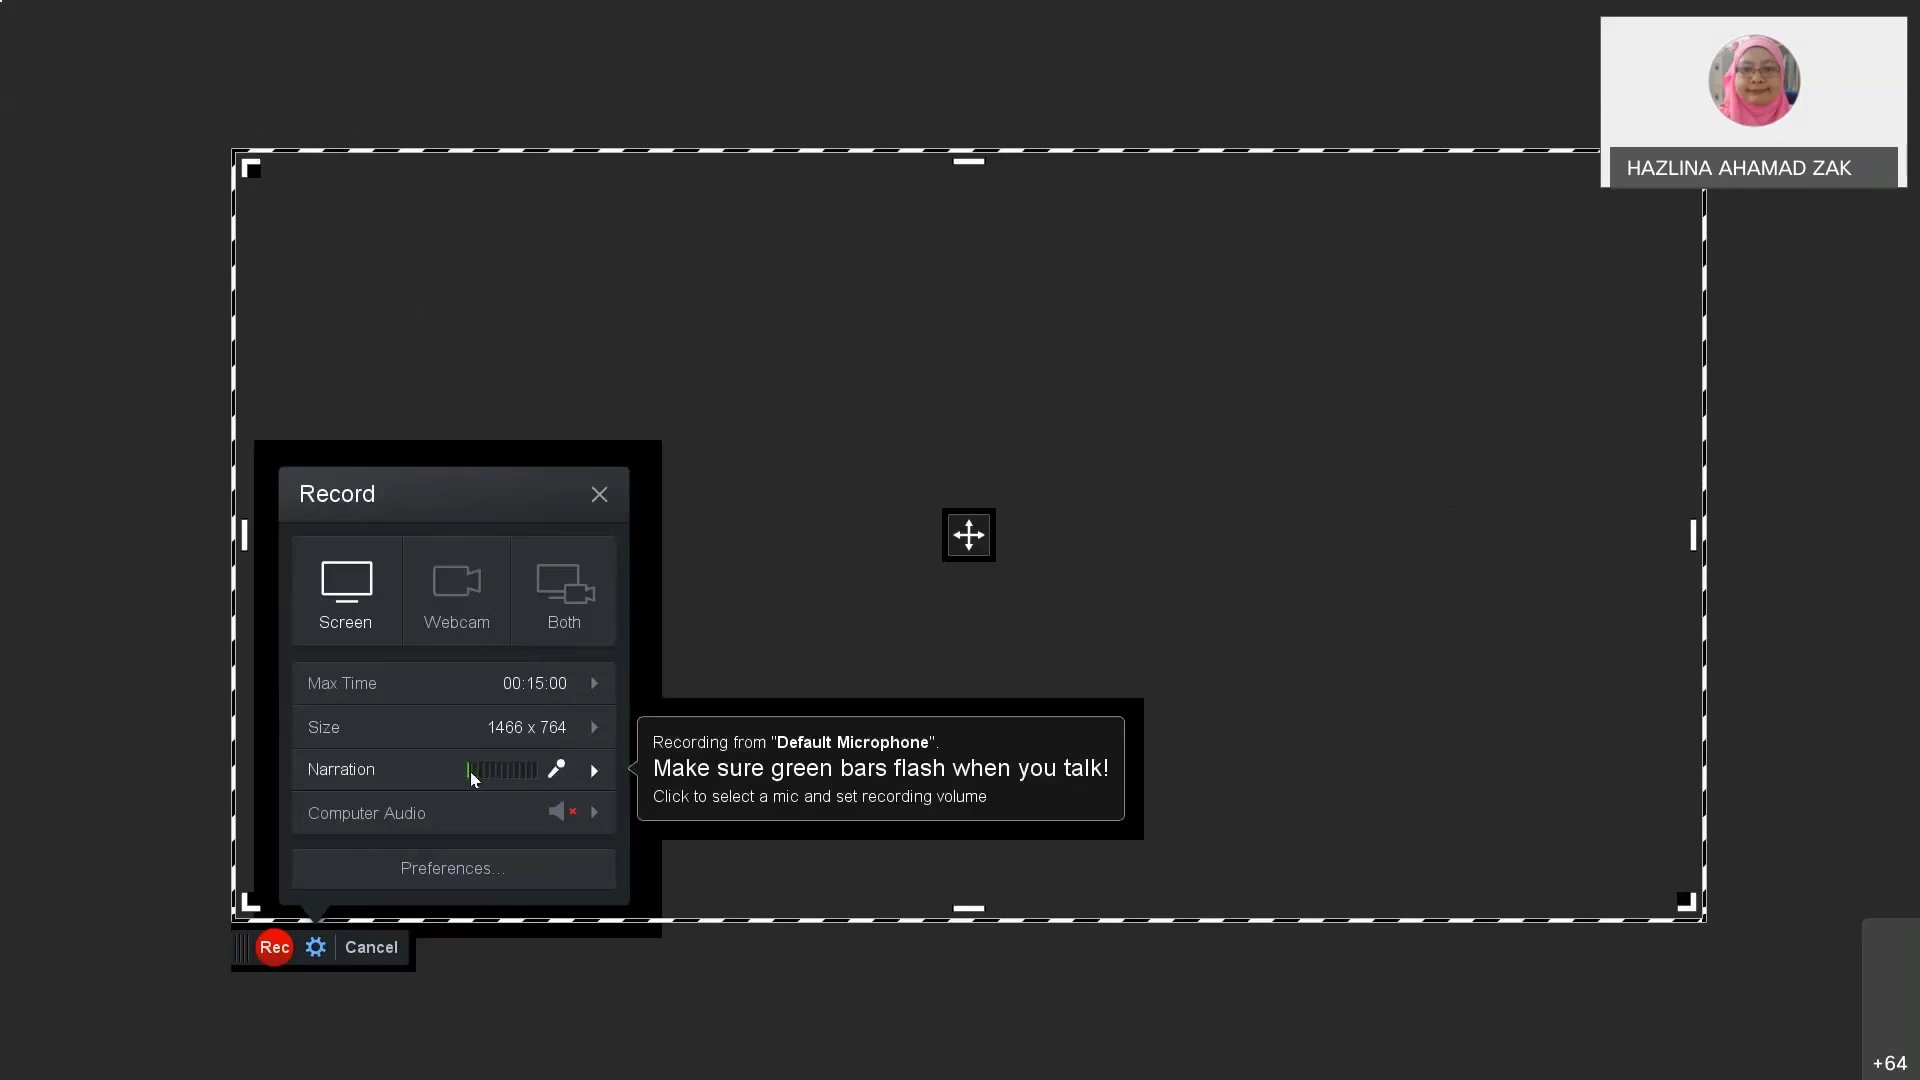 HAZLINA AHAMAD ZAK
Record
Screen
Webcam
Both
Max Time 00:15:00
Size 1466 x 764
Narration
Computer Audio
Preferences...
Recording from "Default Microphone".
Make sure green bars flash when you talk!
Click to select a mic and set recording volume
Rec Cancel
+64